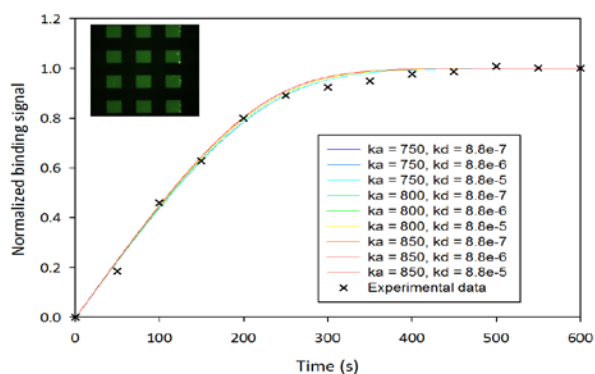 1.2
1.0
0.8
0.6
0.4
0.2
0.0
Normalized binding signal
ka = 750, kd = 8.8e-7
ka = 750, kd = 8.8e-6
ka = 750, kd = 8.8e-5
ka = 800, kd = 8.8e-7
ka = 800, kd = 8.8e-6
ka = 800, kd = 8.8e-5
ka = 850, kd = 8.8e-7
ka = 850, kd = 8.8e-6
ka = 850, kd = 8.8e-5
Experimental data
0 100 200 300 400 500 600
Time (s)